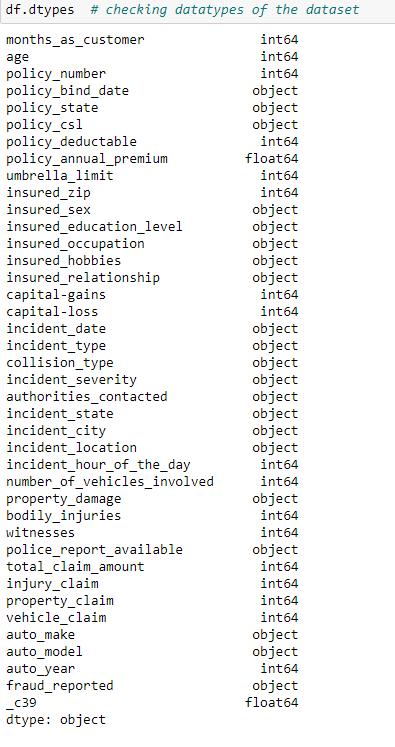 df.dtypes  # checking datatypes of the dataset
months_as_customer int64
age int64
policy_number int64
policy_bind_date object
policy_state object
policy_csl object
policy_deductable int64
policy_annual_premium float64
umbrella_limit int64
insured_zip int64
insured_sex object
insured_education_level object
insured_occupation object
insured_hobbies object
insured_relationship object
capital-gains int64
capital-loss int64
incident_date object
incident_type object
collision_type object
incident_severity object
authorities_contacted object
incident_state object
incident_city object
incident_location object
incident_hour_of_the_day int64
number_of_vehicles_involved int64
property_damage object
bodily_injuries int64
witnesses int64
police_report_available object
total_claim_amount int64
injury_claim int64
property_claim int64
vehicle_claim int64
auto_make object
auto_model object
auto_year int64
fraud_reported object
_c39 float64
dtype: object